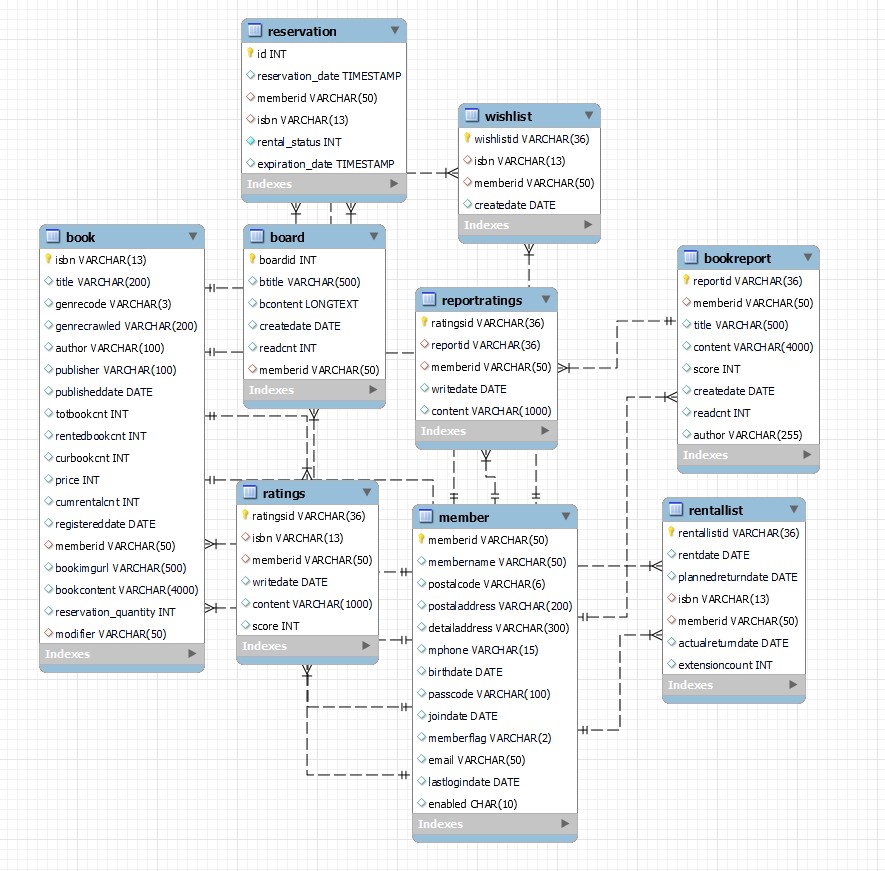 reservation
id INT
reservation_date TIMESTAMP
memberid VARCHAR(50)
isbn VARCHAR(13)
rental_status INT
expiration_date TIMESTAMP
Indexes
wishlist
wishlistid VARCHAR(36)
isbn VARCHAR(13)
memberid VARCHAR(50)
createdate DATE
Indexes
book
isbn VARCHAR(13)
title VARCHAR(200)
genrecode VARCHAR(3)
genrecrawled VARCHAR(200)
author VARCHAR(100)
publisher VARCHAR(100)
publisheddate DATE
totbookcnt INT
rentedbookcnt INT
curbookcnt INT
price INT
cumrentalcnt INT
registereddate DATE
memberid VARCHAR(50)
bookimgurl VARCHAR(500)
bookcontent VARCHAR(4000)
reservation_quantity INT
modifier VARCHAR(50)
Indexes
board
boardid INT
btitle VARCHAR(500)
bcontent LONGTEXT
createdate DATE
readcnt INT
memberid VARCHAR(50)
Indexes
reportratings
ratingsid VARCHAR(36)
reportid VARCHAR(36)
memberid VARCHAR(50)
writedate DATE
content VARCHAR(1000)
Indexes
bookreport
reportid VARCHAR(36)
memberid VARCHAR(50)
title VARCHAR(500)
content VARCHAR(4000)
score INT
createdate DATE
readcnt INT
author VARCHAR(255)
Indexes
ratings
ratingsid VARCHAR(36)
isbn VARCHAR(13)
memberid VARCHAR(50)
writedate DATE
content VARCHAR(1000)
score INT
Indexes
member
memberid VARCHAR(50)
membername VARCHAR(50)
postalcode VARCHAR(6)
postaladdress VARCHAR(200)
detailaddress VARCHAR(300)
mphone VARCHAR(15)
birthdate DATE
passcode VARCHAR(100)
joindate DATE
memberflag VARCHAR(2)
email VARCHAR(50)
lastlogindate DATE
enabled CHAR(10)
Indexes
rentallist
rentallistid VARCHAR(36)
rentdate DATE
plannedreturndate DATE
isbn VARCHAR(13)
memberid VARCHAR(50)
actualreturndate DATE
extensioncount INT
Indexes